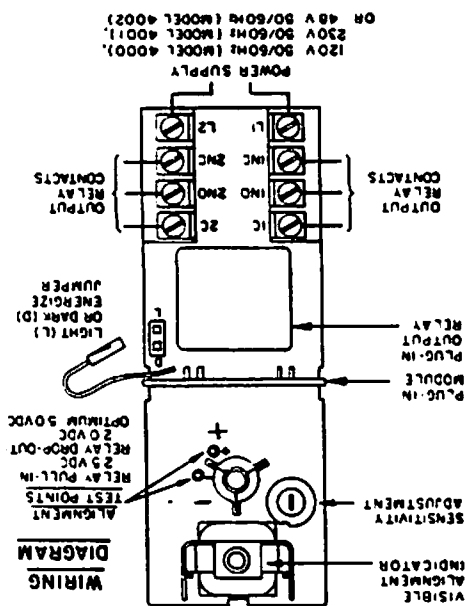 WIRING
DIAGRAM
VISIBLE
ALIGNMENT
INDICATOR
SENSITIVITY
ADJUSTMENT
ALIGNMENT
TEST POINTS
RELAY PULL-IN
2.5 VDC
RELAY DROP-OUT
2.0 VDC
OPTIMUM 5.0VDC
-
+
PLUG-IN
MODULE
PLUG-IN
OUTPUT
RELAY
D
L
LIGHT (L)
OR DARK (D)
ENERGIZE
JUMPER
OUTPUT
RELAY
CONTACTS
1C
1NO
1NC
L1
2C
2NO
2NC
L2
OUTPUT
RELAY
CONTACTS
POWER SUPPLY
120V 50/60Hz (MODEL 4000),
230V 50/60Hz (MODEL 4001),
OR 48V 50/60Hz (MODEL 4002)